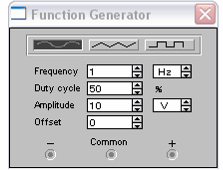 Function Generator
Frequency 1 Hz
Duty cycle 50 %
Amplitude 10 V
Offset 0
− Common +